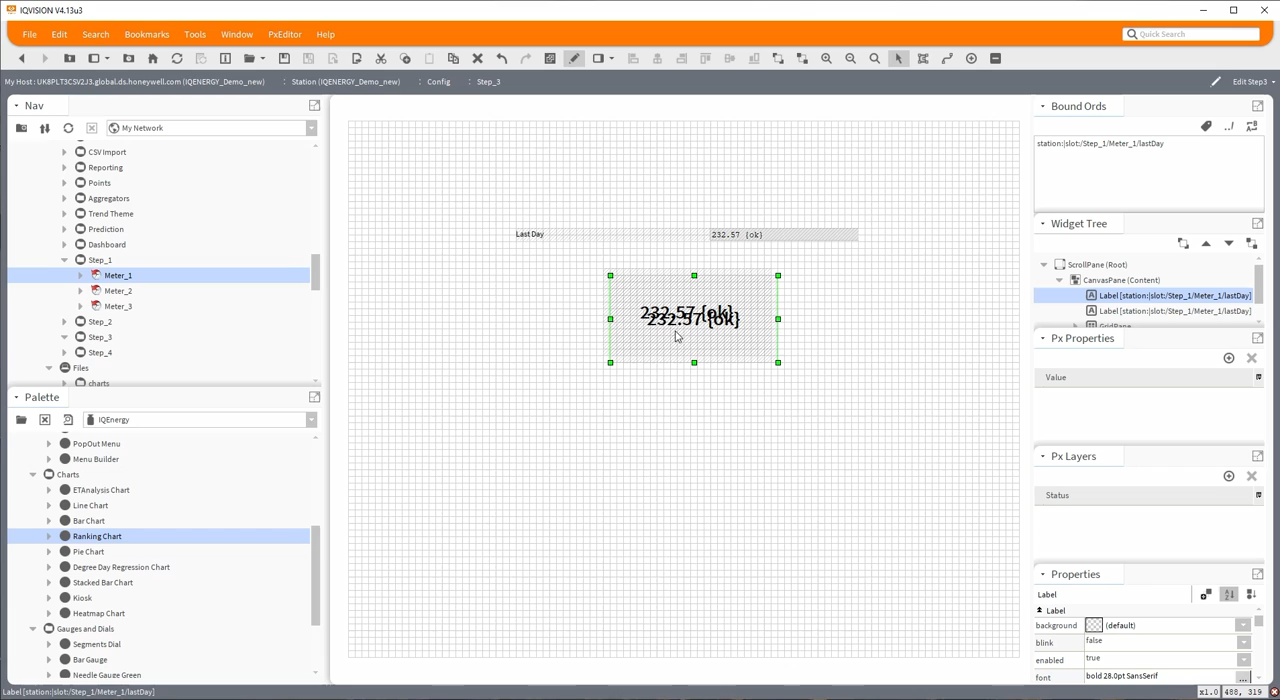 IQVISION V4.13u3
File Edit Search Bookmarks Tools Window PxEditor Help
Quick Search
My Host : UK8PLT3CSV2J3.global.ds.honeywell.com (IQENERGY_Demo_new) : Station (IQENERGY_Demo_new) : Config : Step_3
Edit Step3
Nav
My Network
CSV Import
Reporting
Points
Aggregators
Trend Theme
Prediction
Dashboard
Step_1
Meter_1
Meter_2
Meter_3
Step_2
Step_3
Step_4
Files
charts
Palette
IQEnergy
PopOut Menu
Menu Builder
Charts
ETAnalysis Chart
Line Chart
Bar Chart
Ranking Chart
Pie Chart
Degree Day Regression Chart
Stacked Bar Chart
Kiosk
Heatmap Chart
Gauges and Dials
Segments Dial
Bar Gauge
Needle Gauge Green
Last Day
232.57 {ok}
232.57 {ok}
232.57 {ok}
Bound Ords
station:|slot:/Step_1/Meter_1/lastDay
Widget Tree
ScrollPane (Root)
CanvasPane (Content)
Label [station:|slot:/Step_1/Meter_1/lastDay]
Label [station:|slot:/Step_1/Meter_1/lastDay]
GridPane
Px Properties
Value
Px Layers
Status
Properties
Label
Label
background (default)
blink false
enabled true
font bold 28.0pt SansSerif
Label [station:|slot:/Step_1/Meter_1/lastDay]
x1.0 488, 319